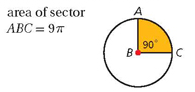 area of sector
ABC = 9π
A
B
90°
C